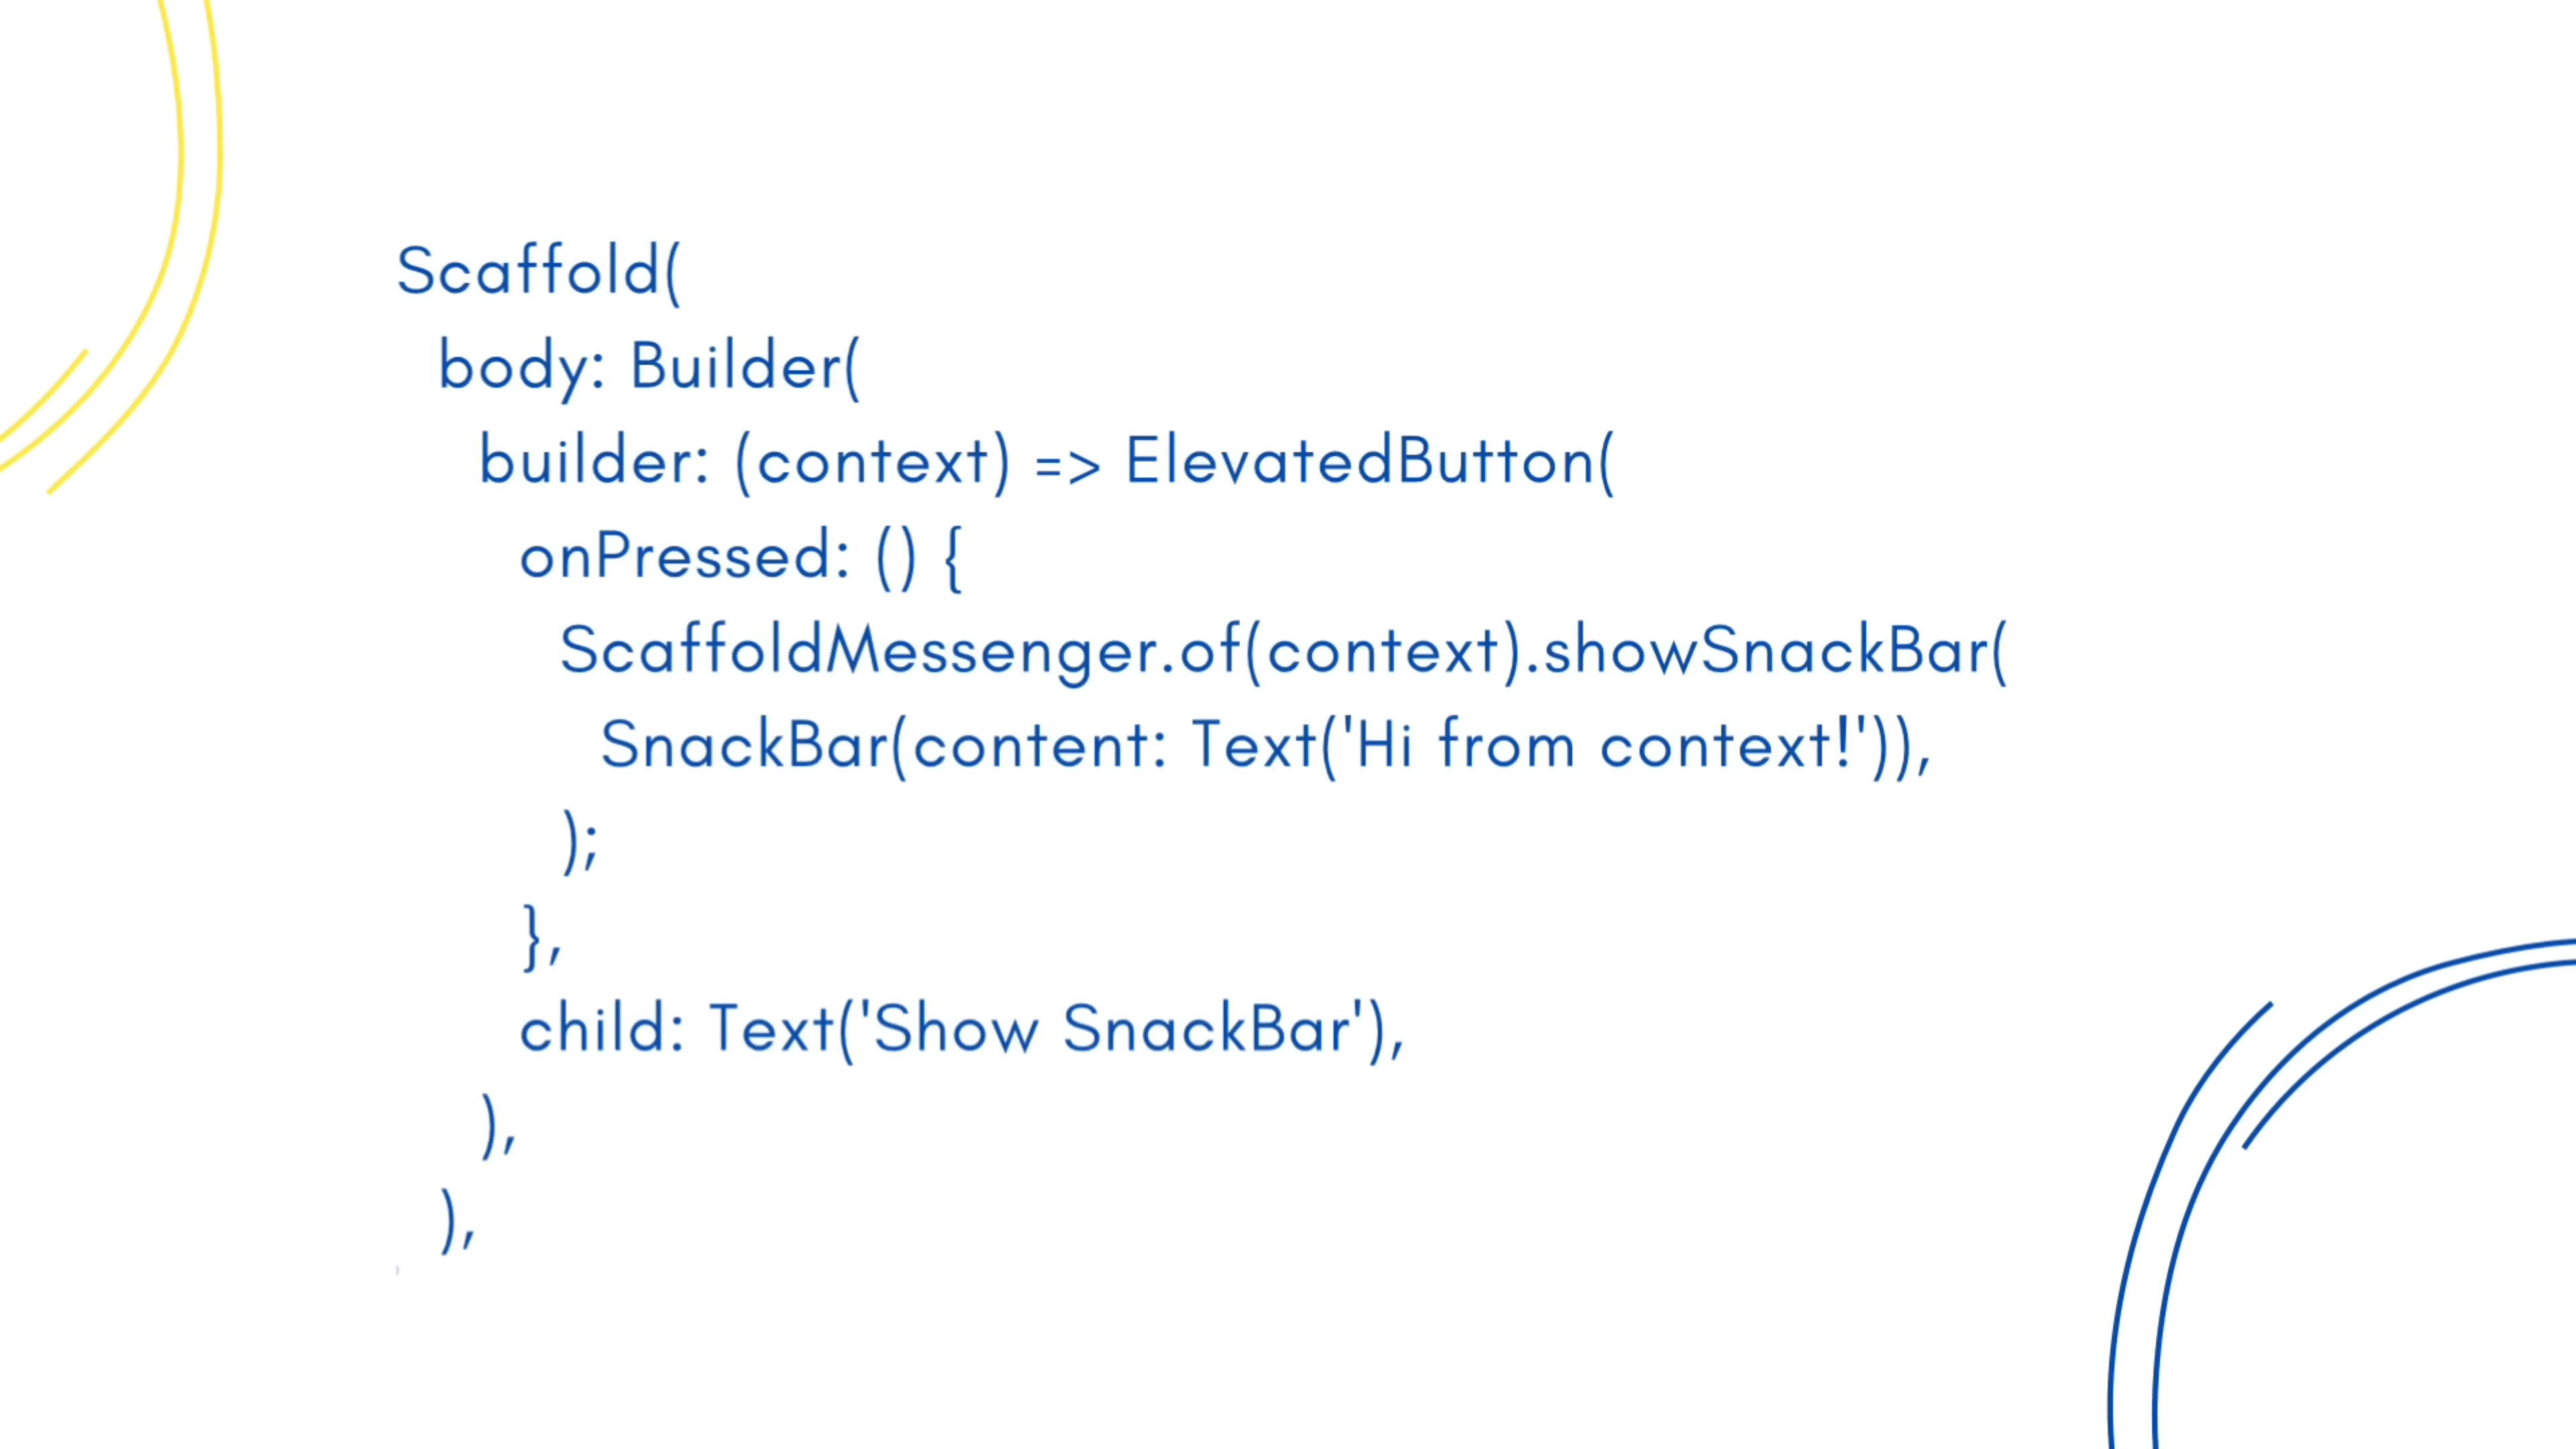 Scaffold(
  body: Builder(
    builder: (context) => ElevatedButton(
      onPressed: () {
        ScaffoldMessenger.of(context).showSnackBar(
          SnackBar(content: Text('Hi from context!')),
        );
      },
      child: Text('Show SnackBar'),
    ),
  ),
)